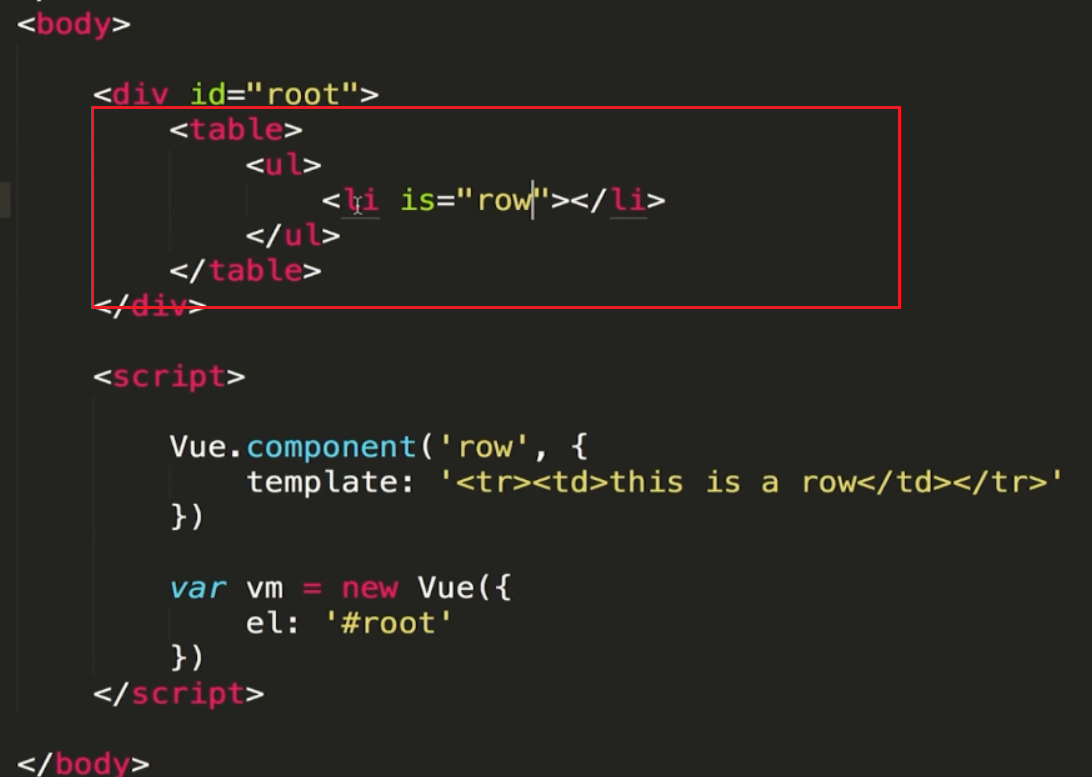 <body>
<div id="root">
<table>
<ul>
<li is="row"></li>
</ul>
</table>
</div>
<script>
Vue.component('row', {
template: '<tr><td>this is a row</td></tr>'
})
var vm = new Vue({
el: '#root'
})
</script>
</body>